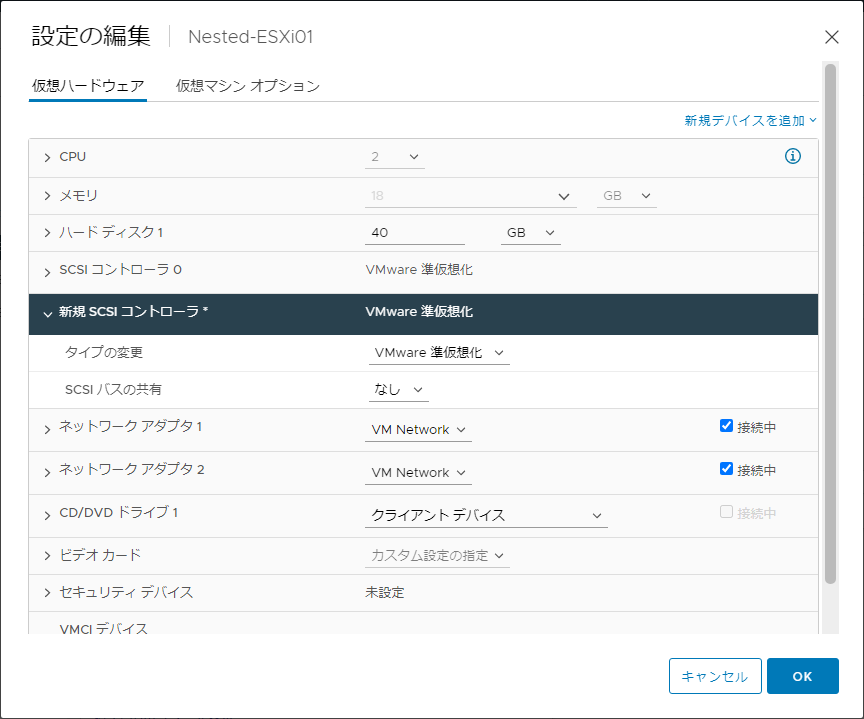 設定の編集 Nested-ESXi01
仮想ハードウェア 仮想マシン オプション
新規デバイスを追加
CPU 2
メモリ 18 GB
ハード ディスク 1 40 GB
SCSI コントローラ 0 VMware 準仮想化
新規 SCSI コントローラ * VMware 準仮想化
タイプの変更 VMware 準仮想化
SCSI バスの共有 なし
ネットワーク アダプタ 1 VM Network 接続中
ネットワーク アダプタ 2 VM Network 接続中
CD/DVD ドライブ 1 クライアント デバイス 接続中
ビデオ カード カスタム設定の指定
セキュリティ デバイス 未設定
VMCI デバイス
キャンセル OK